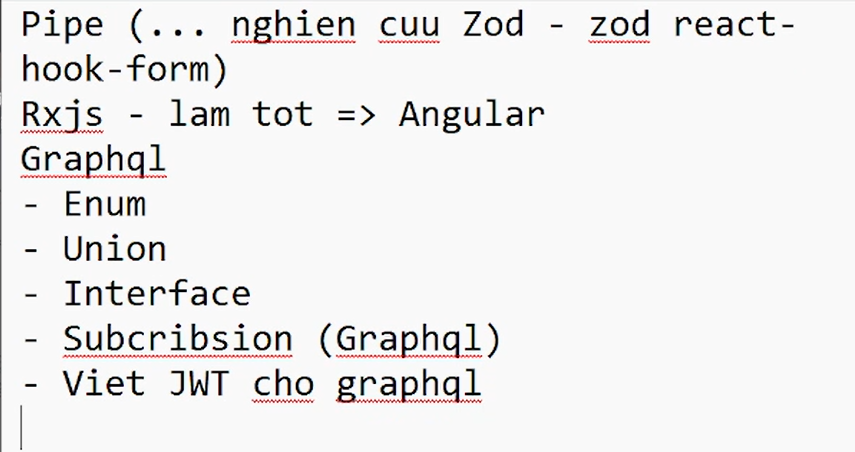 Pipe (... nghien cuu Zod - zod react-
hook-form)
Rxjs - lam tot => Angular
Graphql
- Enum
- Union
- Interface
- Subcribsion (Graphql)
- Viet JWT cho graphql